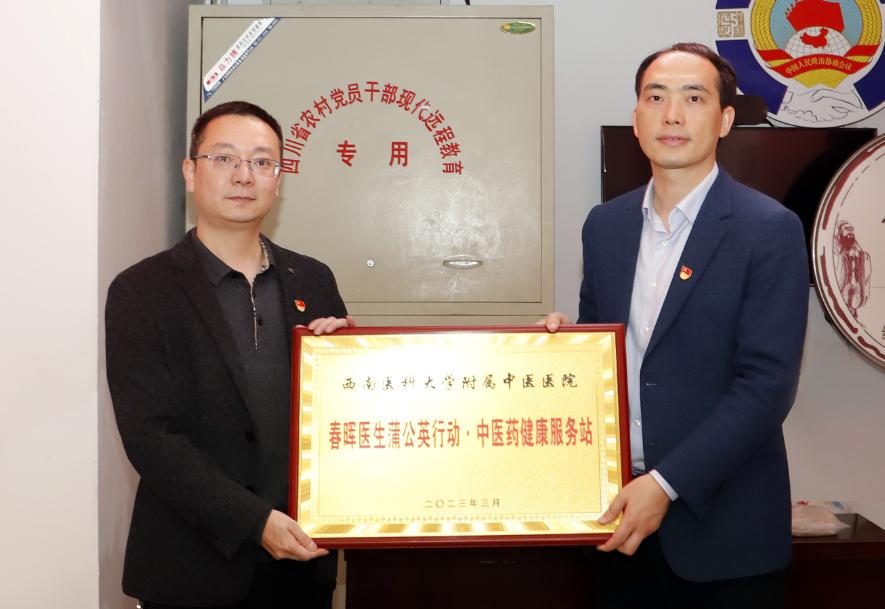 四川省农村党员干部现代远程教育
专用
中国人民政治协商会议
西南医科大学附属中医医院
春晖医生蒲公英行动·中医药健康服务站
二〇二三年三月